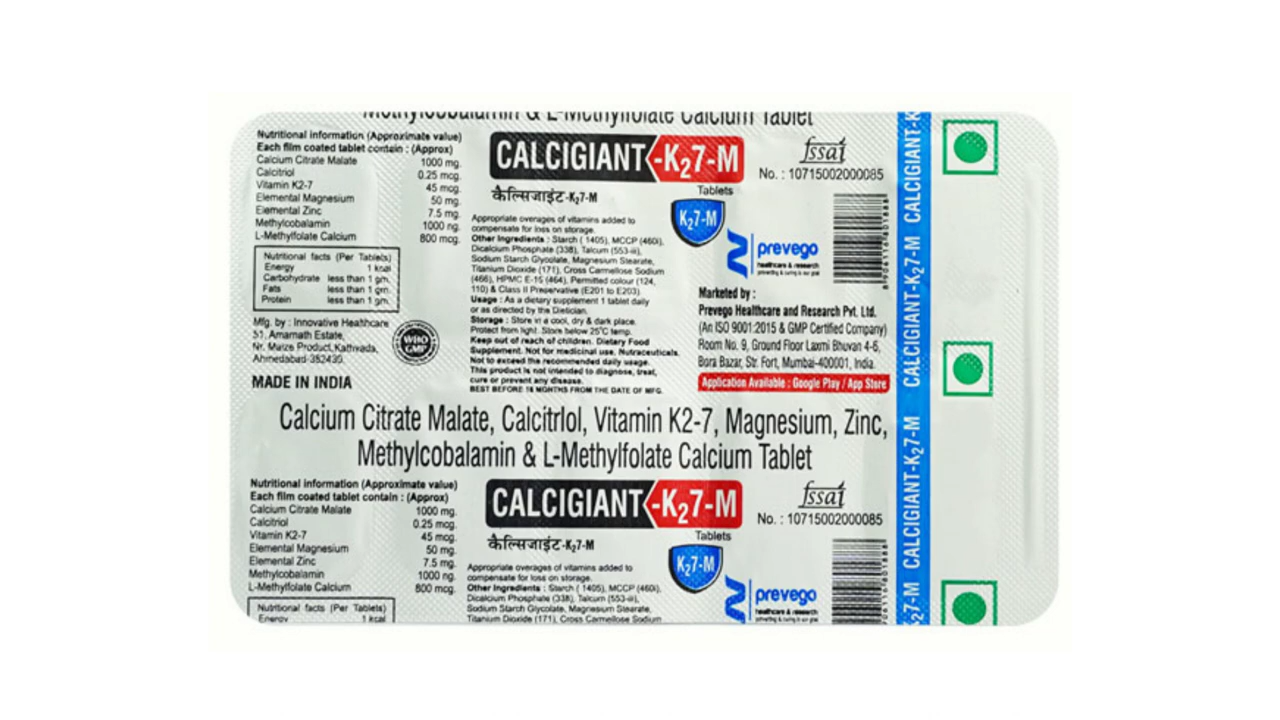 Methylcobalamin & L-Methylfolate Calcium Tablet
Nutritional information (Approximate value)
Each film coated tablet contain : (Approx)
Calcium Citrate Malate 1000 mg.
Calcitriol 0.25 mcg.
Vitamin K2-7 45 mcg.
Elemental Magnesium 50 mg.
Elemental Zinc 7.5 mg.
Methylcobalamin 1000 ng.
L-Methylfolate Calcium 800 mcg.
Nutritional facts (Per Tablets)
Energy 1 kcal
Carbohydrate less than 1 gm.
Fats less than 1 gm.
Protein less than 1 gm.
Mfg. by : Innovative Healthcare
51, Amarnath Estate,
Nr. Maize Product, Kathwada,
Ahmedabad-382430.
WHO
GMP
MADE IN INDIA
CALCIGIANT-K27-M
Tablets
कैल्सिजाइंट-K27-M
K27-M
Appropriate overages of vitamins added to
compensate for loss on storage.
Other Ingredients : Starch ( 1405), MCCP (460i),
Dicalcium Phosphate (338), Talcum (553-iii),
Sodium Starch Glycolate, Magnesium Stearate,
Titanium Dioxide (171), Cross Carmellose Sodium
(466), HPMC E-15 (464), Permitted colour (124,
110) & Class II Preservative (E201 to E203).
Usage : As a dietary supplement 1 tablet daily
or as directed by the Dietician.
Storage : Store in a cool, dry & dark place.
Protect from light. Store below 25°C temp.
Keep out of reach of children. Dietary Food
Supplement. Not for medicinal use. Nutraceuticals.
Not to exceed the recommended daily usage.
This product is not intended to diagnose, treat,
cure or prevent any disease.
BEST BEFORE 18 MONTHS FROM THE DATE OF MFG.
fssai
No. : 10715002000085
prevego
healthcare & research
preventing & curing is our goal
Marketed by :
Prevego Healthcare and Research Pvt. Ltd.
(An ISO 9001:2015 & GMP Certified Company)
Room No. 9, Ground Floor Laxmi Bhuvan 4-6,
Bora Bazar, Str. Fort, Mumbai-400001, India.
Application Available : Google Play / App Store
Calcium Citrate Malate, Calcitriol, Vitamin K2-7, Magnesium, Zinc,
Methylcobalamin & L-Methylfolate Calcium Tablet
Nutritional information (Approximate value)
Each film coated tablet contain : (Approx)
Calcium Citrate Malate 1000 mg.
Calcitriol 0.25 mcg.
Vitamin K2-7 45 mcg.
Elemental Magnesium 50 mg.
Elemental Zinc 7.5 mg.
Methylcobalamin 1000 ng.
L-Methylfolate Calcium 800 mcg.
Nutritional facts (Per Tablets)
Energy 1 kcal
CALCIGIANT-K27-M
Tablets
कैल्सिजाइंट-K27-M
K27-M
Appropriate overages of vitamins added to
compensate for loss on storage.
Other Ingredients : Starch ( 1405), MCCP (460i),
Dicalcium Phosphate (338), Talcum (553-iii),
Sodium Starch Glycolate, Magnesium Stearate,
Titanium Dioxide (171), Cross Carmellose Sodium
fssai
No. : 10715002000085
prevego
healthcare & research
preventing & curing is our goal
K27-M CALCIGIANT-K27-M CALCIGIANT-K27-M CALCIGIANT-K